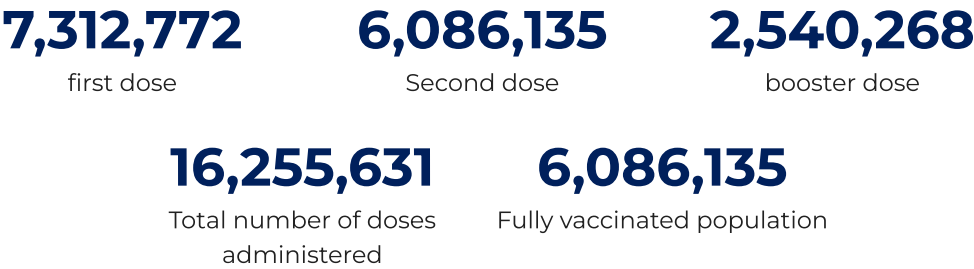 7,312,772 6,086,135 2,540,268
first dose Second dose booster dose
16,255,631 6,086,135
Total number of doses Fully vaccinated population
administered